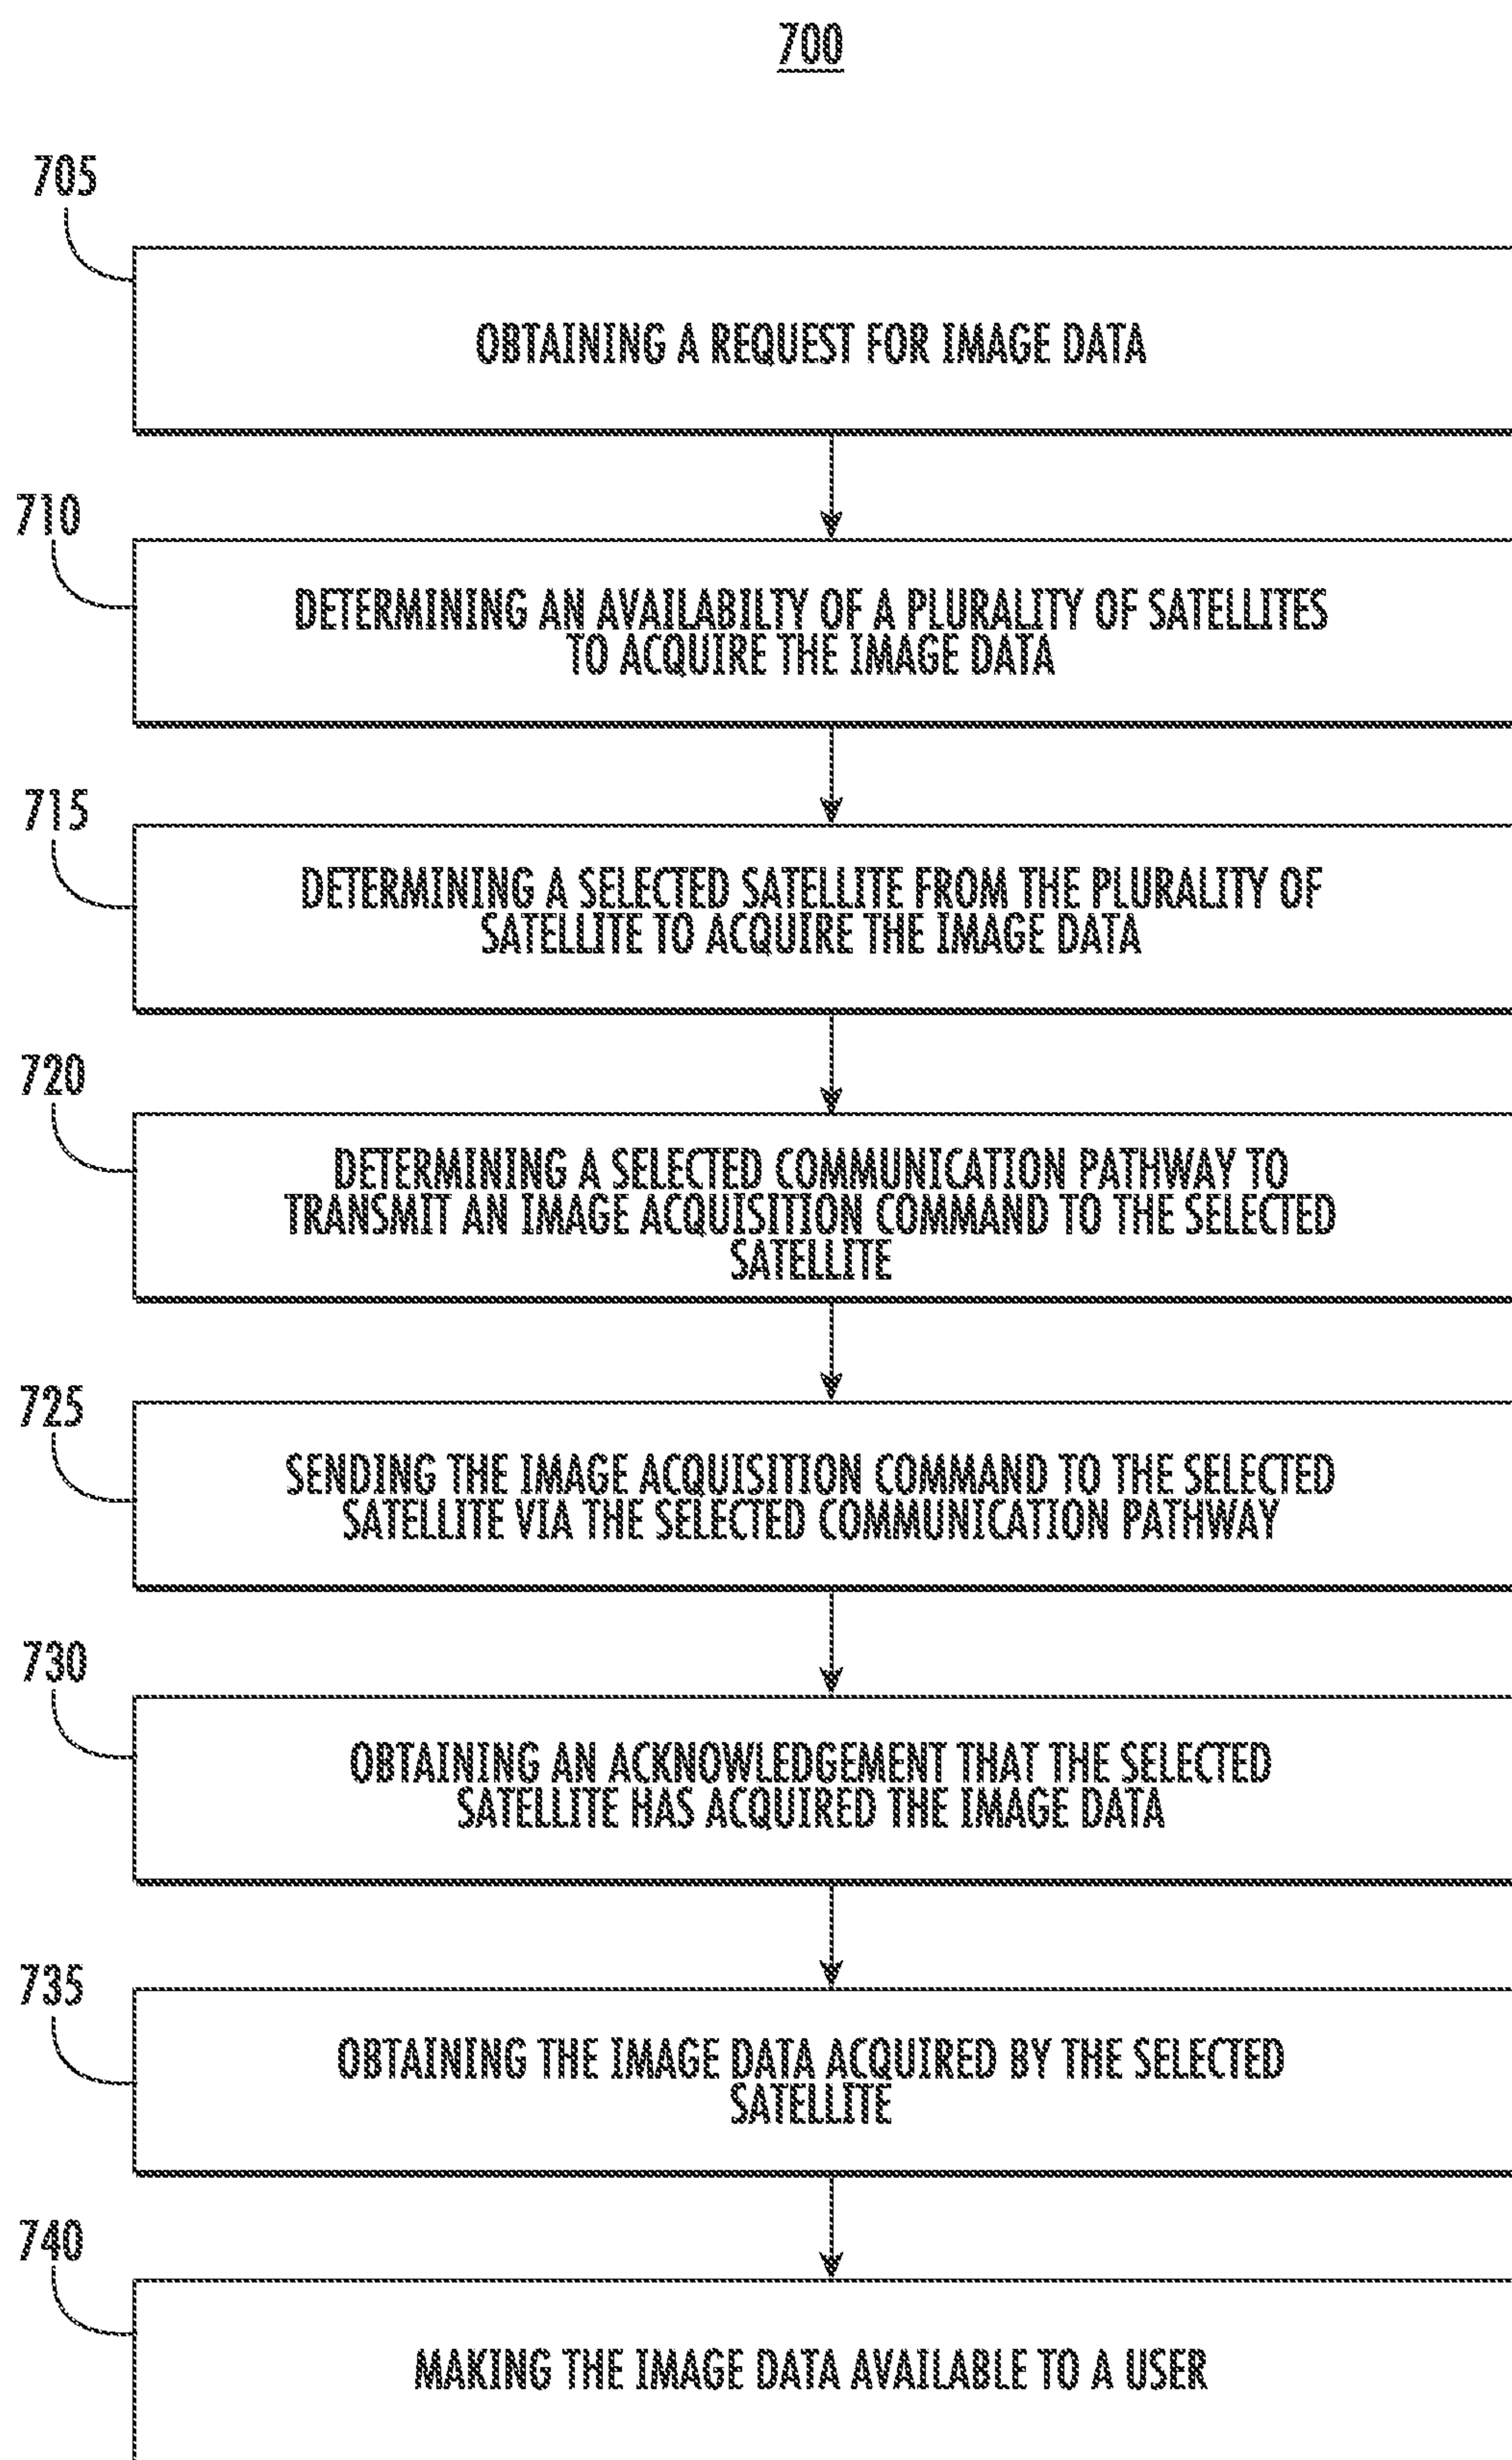 700
705
OBTAINING A REQUEST FOR IMAGE DATA
710
DETERMINING AN AVAILABILTY OF A PLURALITY OF SATELLITES
TO ACQUIRE THE IMAGE DATA
715
DETERMINING A SELECTED SATELLITE FROM THE PLURALITY OF
SATELLITE TO ACQUIRE THE IMAGE DATA
720
DETERMINING A SELECTED COMMUNICATION PATHWAY TO
TRANSMIT AN IMAGE ACQUISITION COMMAND TO THE SELECTED
SATELLITE
725
SENDING THE IMAGE ACQUISITION COMMAND TO THE SELECTED
SATELLITE VIA THE SELECTED COMMUNICATION PATHWAY
730
OBTAINING AN ACKNOWLEDGEMENT THAT THE SELECTED
SATELLITE HAS ACQUIRED THE IMAGE DATA
735
OBTAINING THE IMAGE DATA ACQUIRED BY THE SELECTED
SATELLITE
740
MAKING THE IMAGE DATA AVAILABLE TO A USER